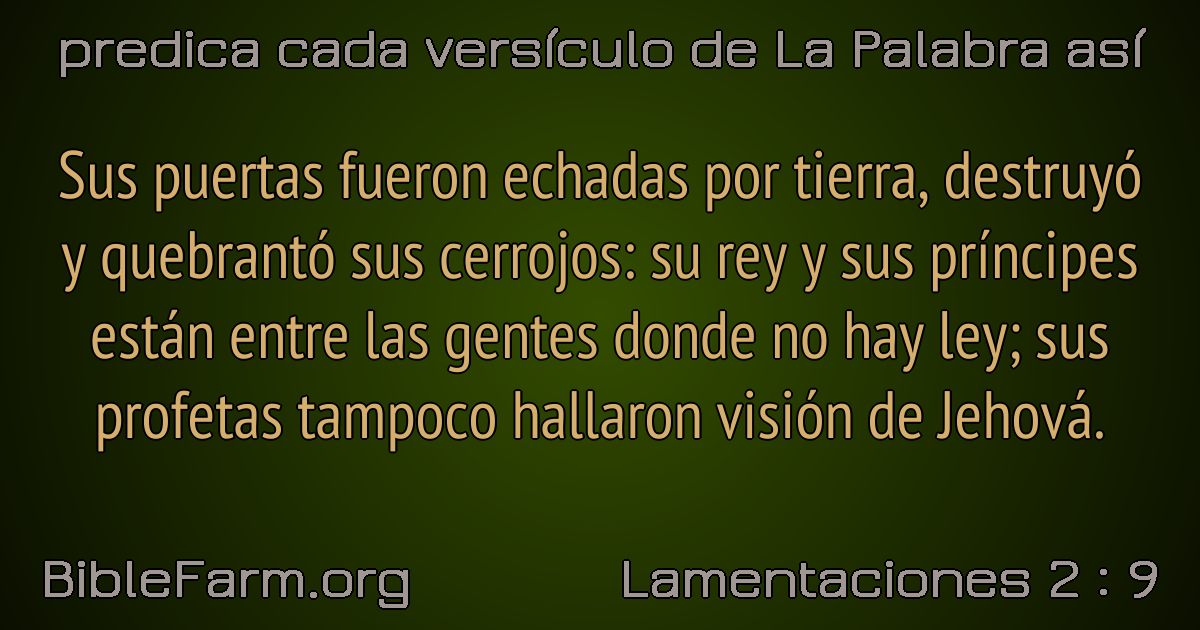 predica cada versículo de La Palabra así
Sus puertas fueron echadas por tierra, destruyó
y quebrantó sus cerrojos: su rey y sus príncipes
están entre las gentes donde no hay ley; sus
profetas tampoco hallaron visión de Jehová.
BibleFarm.org
Lamentaciones 2 : 9